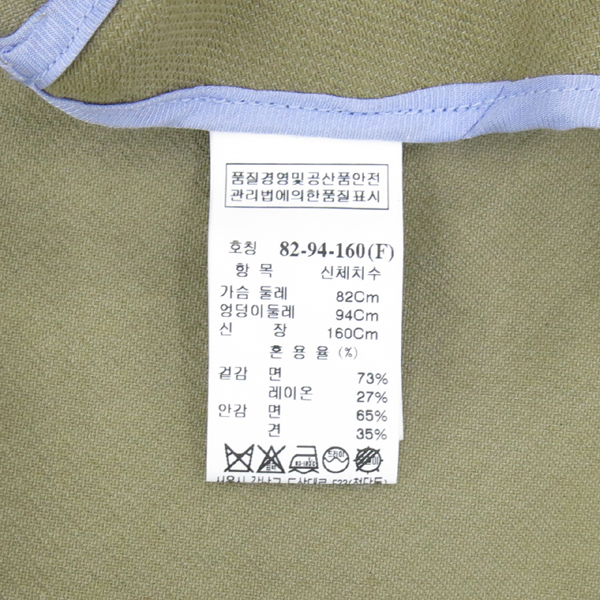 품질경영및공산품안전
관리법에의한품질표시
호칭 82-94-160(F)
항 목 신체치수
가슴 둘레 82Cm
엉덩이둘레 94Cm
신 장 160Cm
혼 용 율 (%)
겉감 면 73%
레이온 27%
안감 면 65%
견 35%
드라이